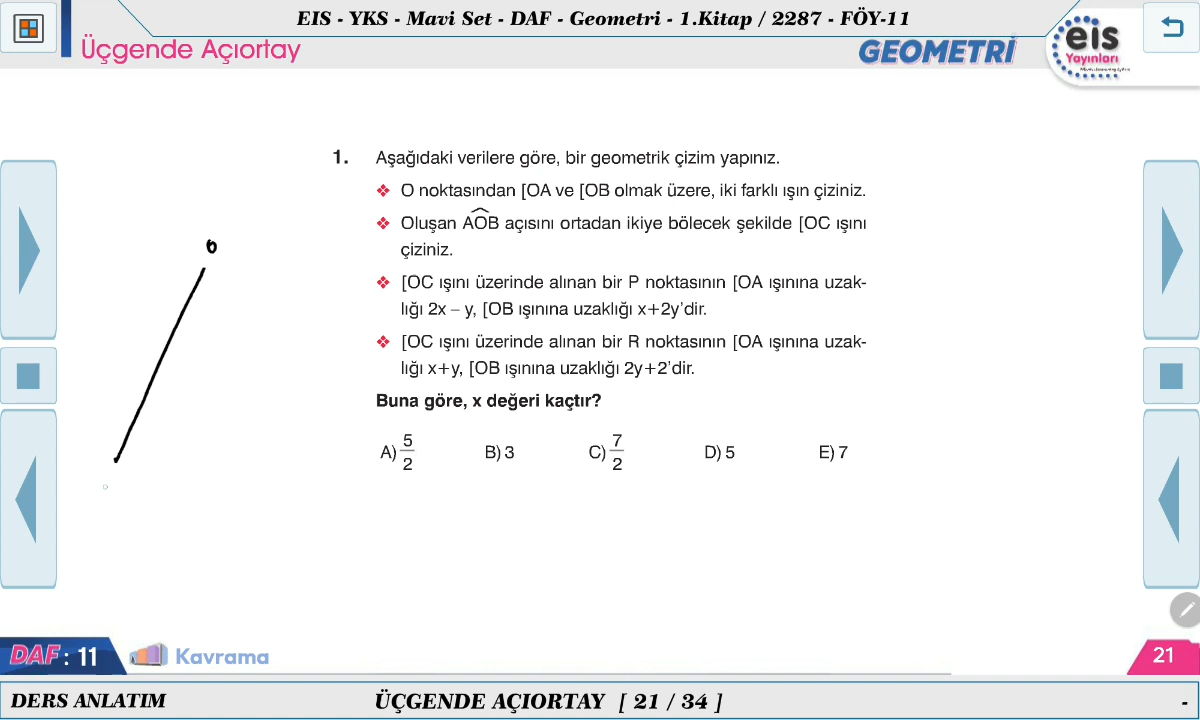 EIS - YKS - Mavi Set - DAF - Geometri - 1.Kitap / 2287 - FÖY-11
Üçgende Açıortay
GEOMETRİ
eis
Yayınları
1. Aşağıdaki verilere göre, bir geometrik çizim yapınız.
❖ O noktasından [OA ve [OB olmak üzere, iki farklı ışın çiziniz.
❖ Oluşan AOB açısını ortadan ikiye bölecek şekilde [OC ışını
çiziniz.
❖ [OC ışını üzerinde alınan bir P noktasının [OA ışınına uzak-
lığı 2x – y, [OB ışınına uzaklığı x+2y'dir.
❖ [OC ışını üzerinde alınan bir R noktasının [OA ışınına uzak-
lığı x+y, [OB ışınına uzaklığı 2y+2'dir.
Buna göre, x değeri kaçtır?
A) 5/2 B) 3 C) 7/2 D) 5 E) 7
DAF : 11 Kavrama
21
DERS ANLATIM ÜÇGENDE AÇIORTAY [ 21 / 34 ] -